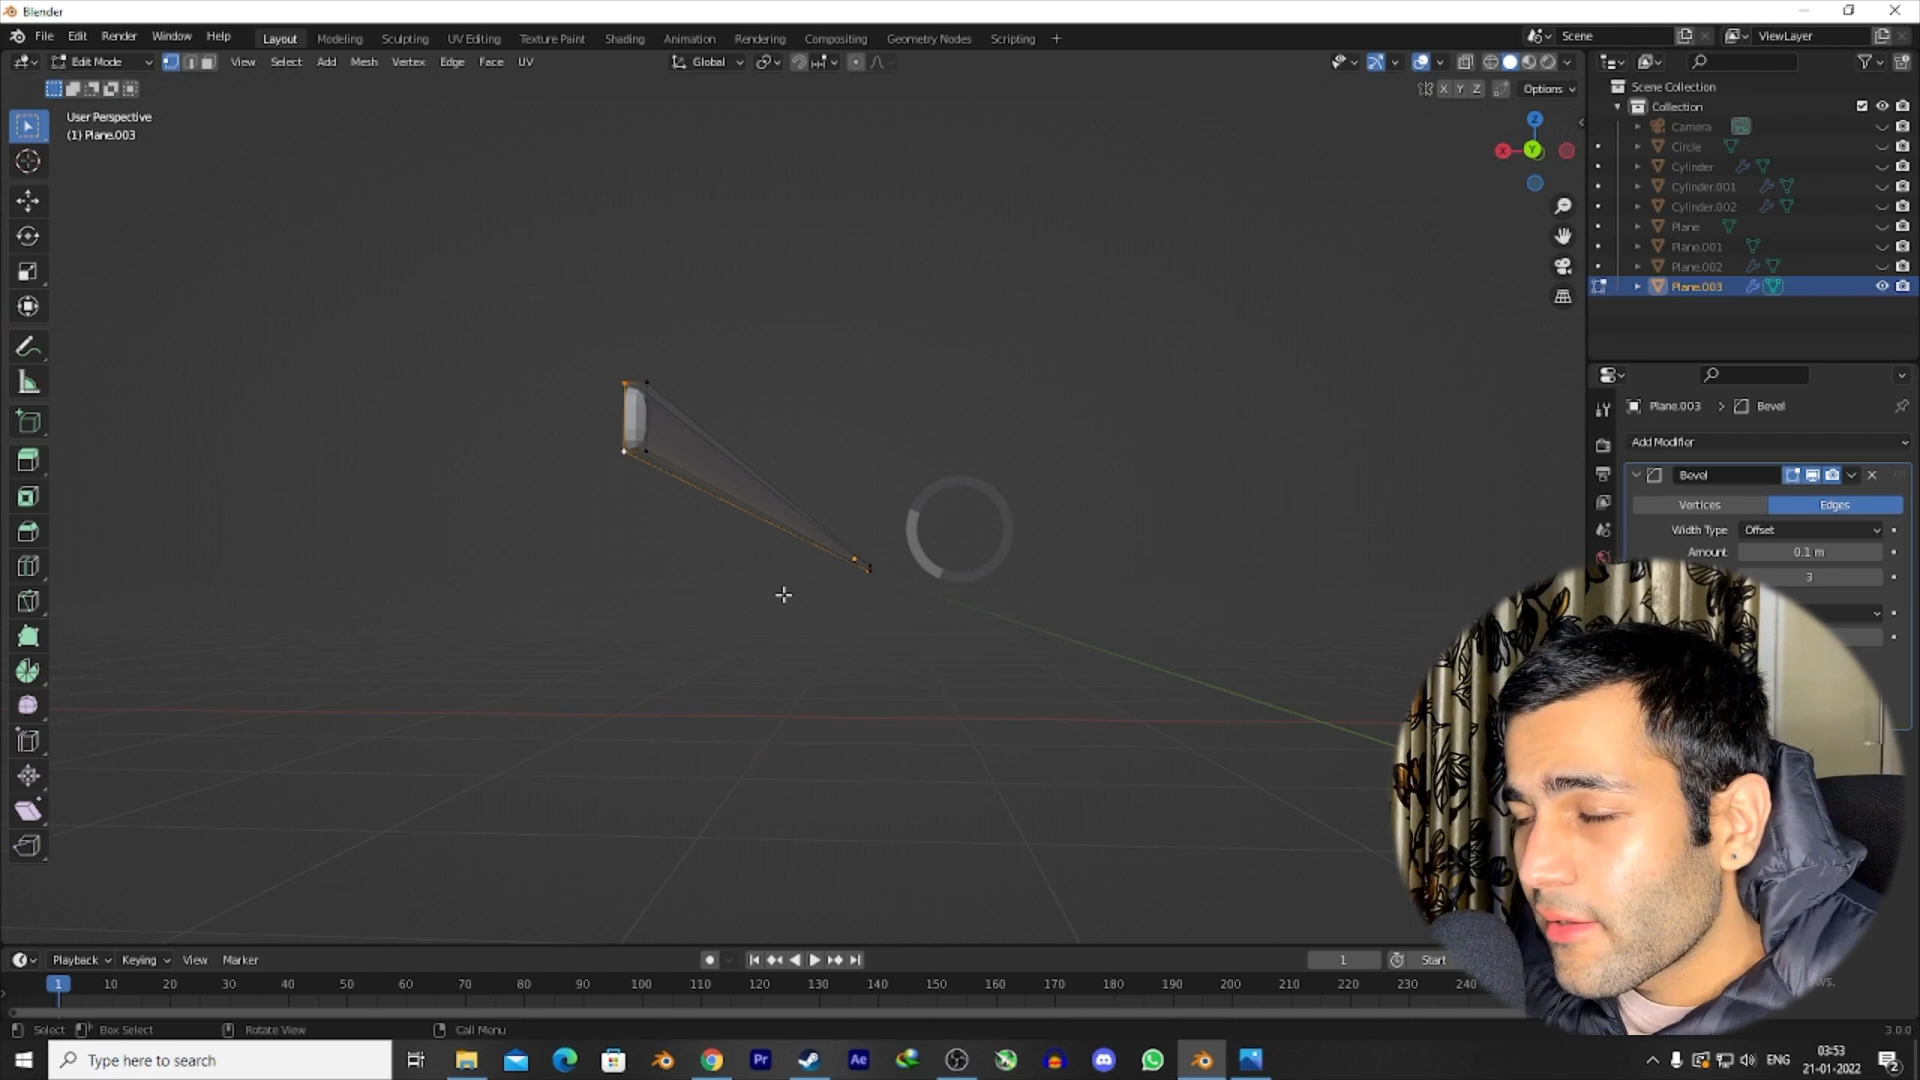 Blender
File Edit Render Window Help
Layout Modeling Sculpting UV Editing Texture Paint Shading Animation Rendering Compositing Geometry Nodes Scripting +
Scene
ViewLayer
Edit Mode View Select Add Mesh Vertex Edge Face UV
Global
X Y Z Options
User Perspective
(1) Plane.003
Z
X
Y
Scene Collection
Collection
Camera
Circle
Cylinder
Cylinder.001
Cylinder.002
Plane
Plane.001
Plane.002
Plane.003
Plane.003 > Bevel
Add Modifier
Bevel
Vertices Edges
Width Type Offset
Amount 0.1 m
3
Playback Keying View Marker
1 Start
1 10 20 30 40 50 60 70 80 90 100 110 120 130 140 150 160 170 180 190 200 210 220 230 240
Select Box Select Rotate View Call Menu
3.0.0
Type here to search
Pr
Ae
ENG
03:53
21-01-2022
2